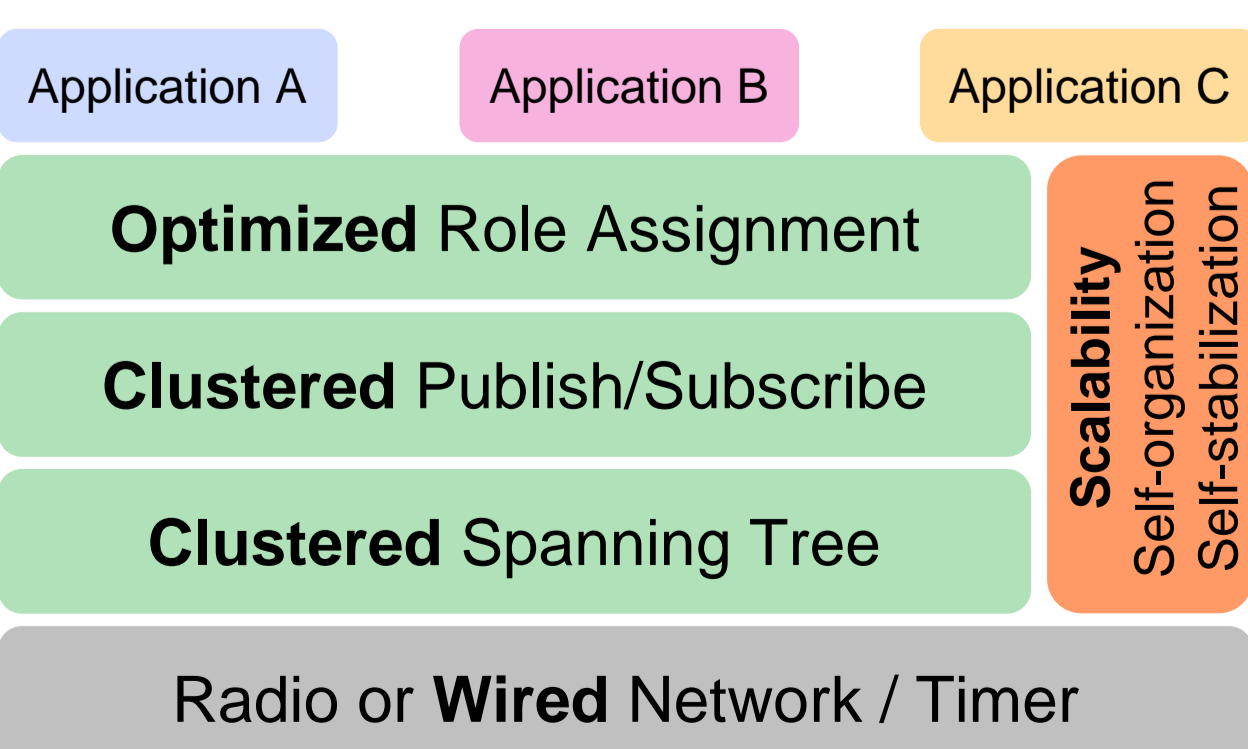 Application A
Application B
Application C
Optimized Role Assignment
Clustered Publish/Subscribe
Clustered Spanning Tree
Scalability
Self-organization
Self-stabilization
Radio or Wired Network / Timer